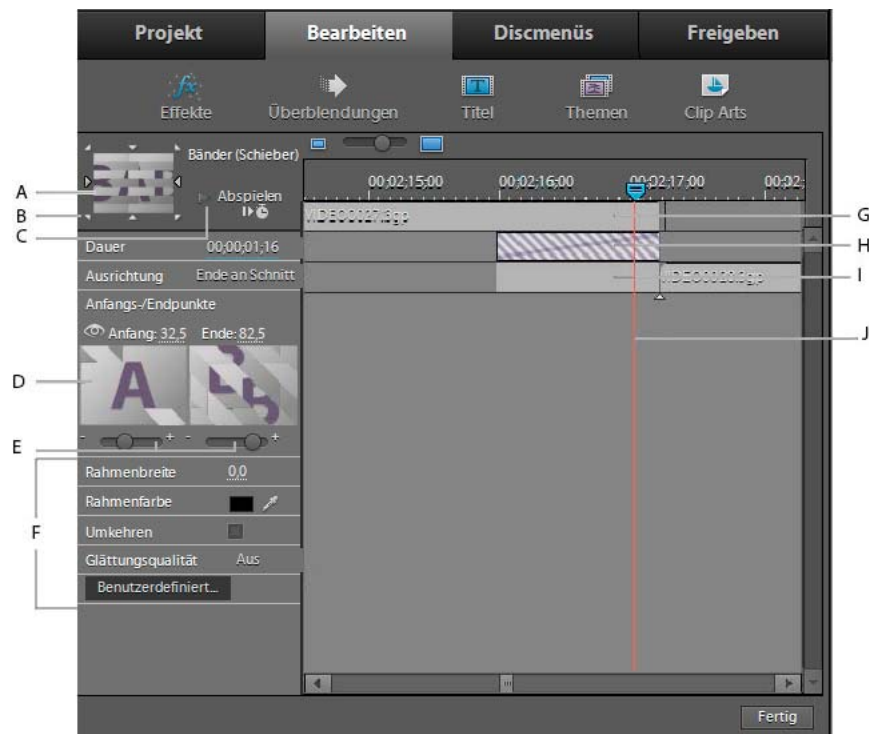 Projekt Bearbeiten Discmenüs Freigeben
Effekte Überblendungen Titel Themen Clip Arts
Bänder (Schieber)
00;02;15;00 00;02;16;00 00;02;17;00 00;02;
A
Abspielen
B
G
C
Dauer 00;00;01;16
H
Ausrichtung Ende an Schnitt
I
Anfangs-/Endpunkte
Anfang: 32,5 Ende: 82,5
J
D
A
B
E
- + - +
Rahmenbreite 0,0
Rahmenfarbe
F
Umkehren
Glättungsqualität Aus
Benutzerdefiniert...
Fertig